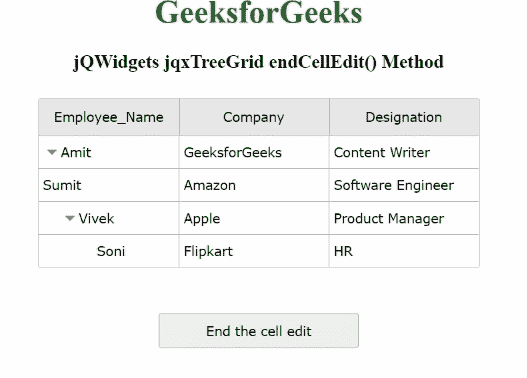 GeeksforGeeks
jQWidgets jqxTreeGrid endCellEdit() Method
Employee_Name Company Designation
Amit GeeksforGeeks Content Writer
Sumit Amazon Software Engineer
Vivek Apple Product Manager
Soni Flipkart HR
End the cell edit